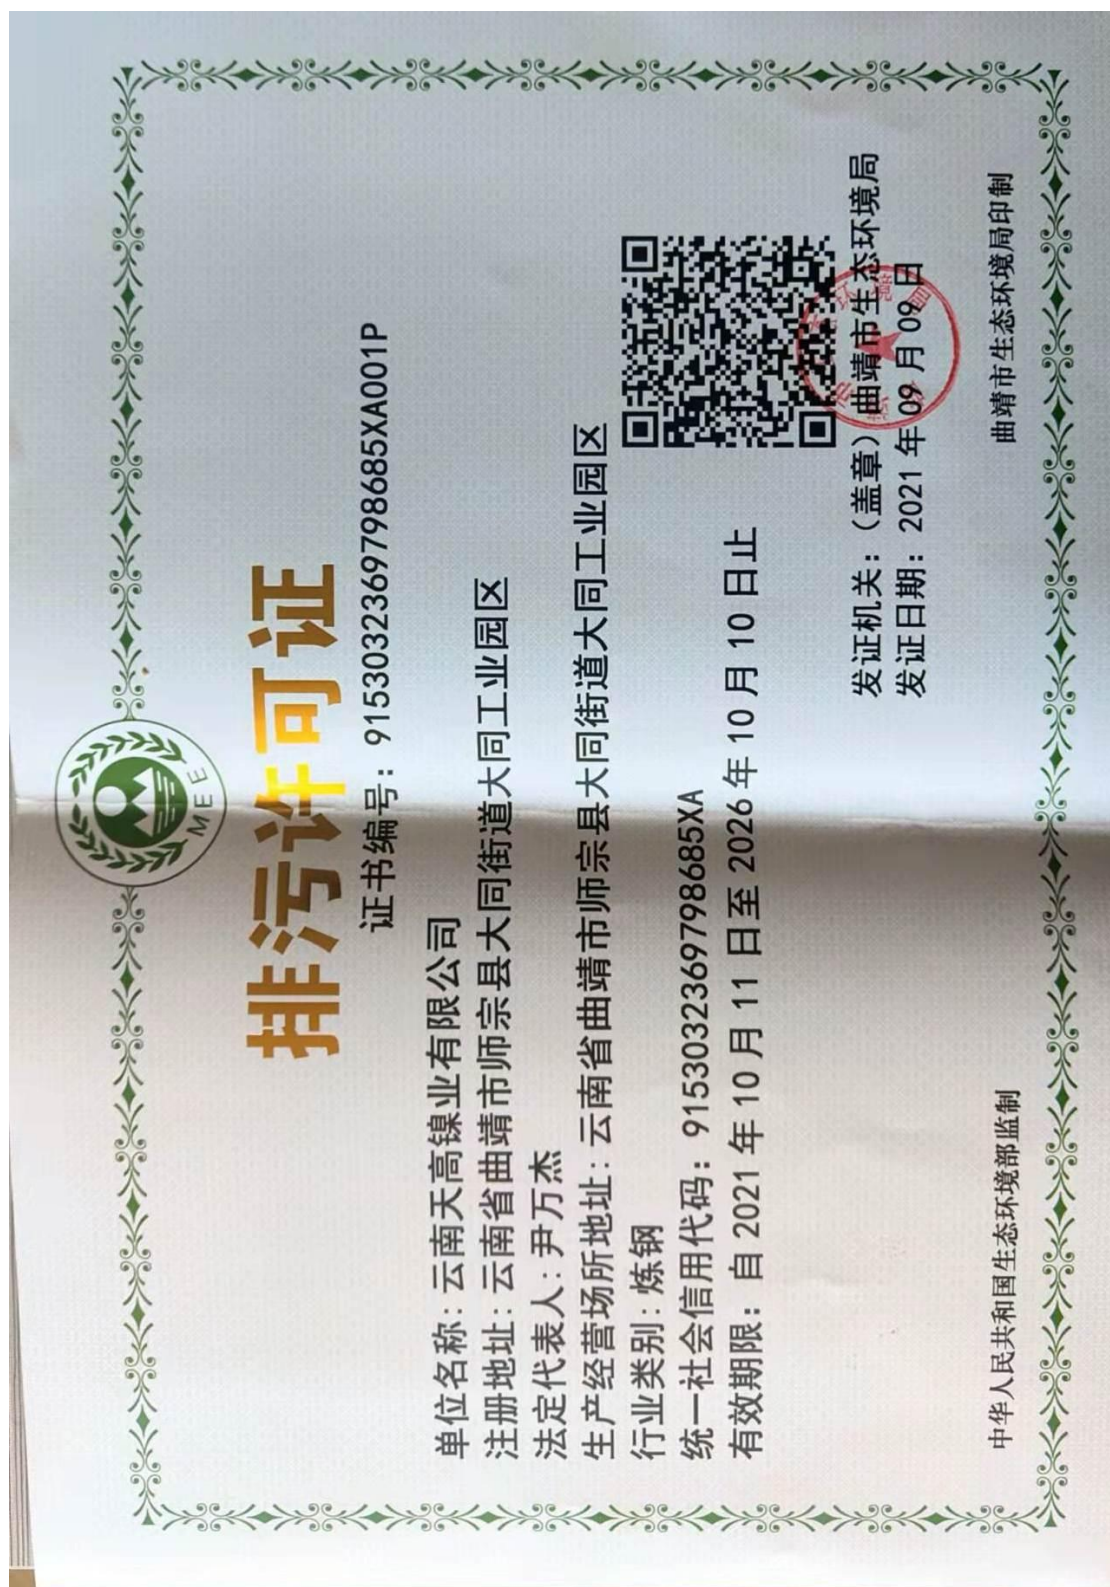 MEE
排污许可证
证书编号：91530323697798685XA001P
单位名称：云南天高镍业有限公司
注册地址：云南省曲靖市师宗县大同街道大同工业园区
法定代表人：尹万杰
生产经营场所地址：云南省曲靖市师宗县大同街道大同工业园区
行业类别：炼钢
统一社会信用代码：91530323697798685XA
有效期限：自 2021 年 10 月 11 日至 2026 年 10 月 10 日止
发证机关：（盖章）曲靖市生态环境局
发证日期：2021 年 09 月 09 日
中华人民共和国生态环境部监制
曲靖市生态环境局印制